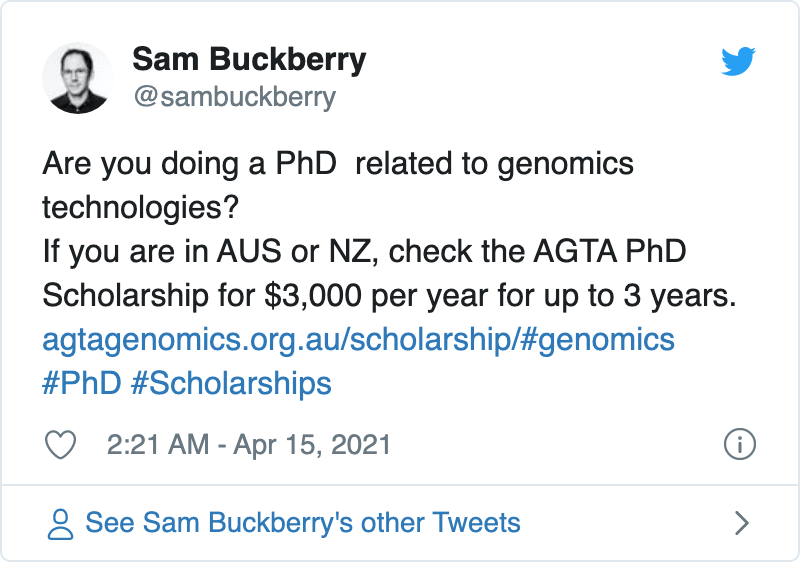 Sam Buckberry
@sambuckberry
Are you doing a PhD  related to genomics
technologies?
If you are in AUS or NZ, check the AGTA PhD
Scholarship for $3,000 per year for up to 3 years.
agtagenomics.org.au/scholarship/#genomics
#PhD #Scholarships
2:21 AM - Apr 15, 2021
See Sam Buckberry's other Tweets